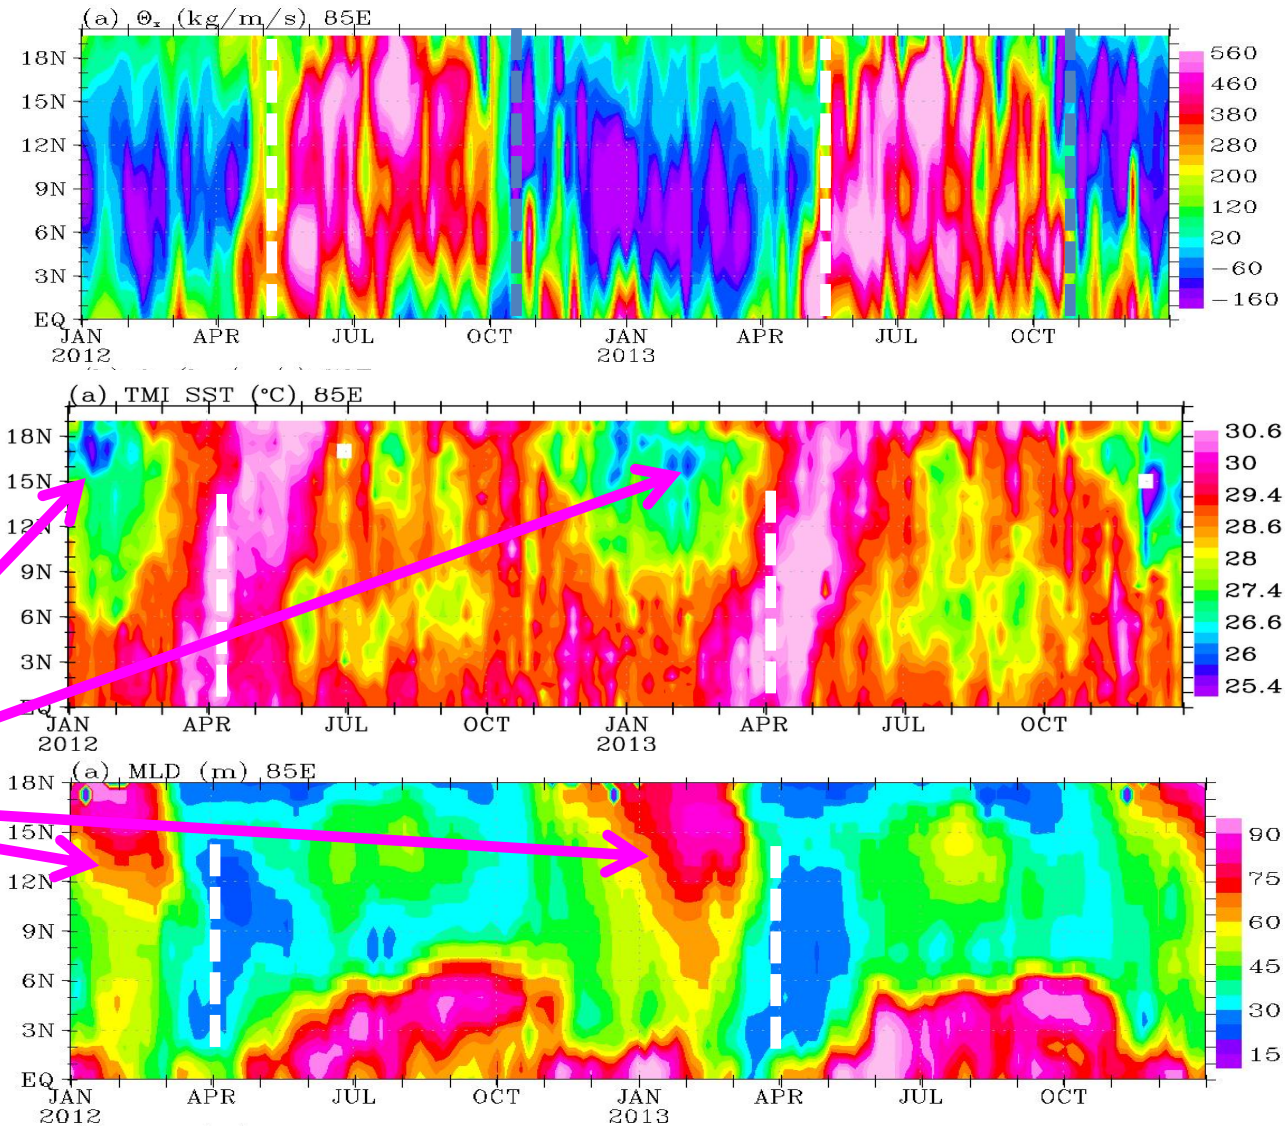 (a) Θx (kg/m/s) 85E
18N
15N
12N
9N
6N
3N
EQ
JAN APR JUL OCT JAN APR JUL OCT
2012 2013
560
460
380
280
200
120
20
−60
−160
(a) TMI SST (°C) 85E
18N
15N
12N
9N
6N
3N
EQ
JAN APR JUL OCT JAN APR JUL OCT
2012 2013
30.6
30
29.4
28.6
28
27.4
26.6
26
25.4
(a) MLD (m) 85E
18N
15N
12N
9N
6N
3N
EQ
JAN APR JUL OCT JAN APR JUL OCT
2012 2013
90
75
60
45
30
15